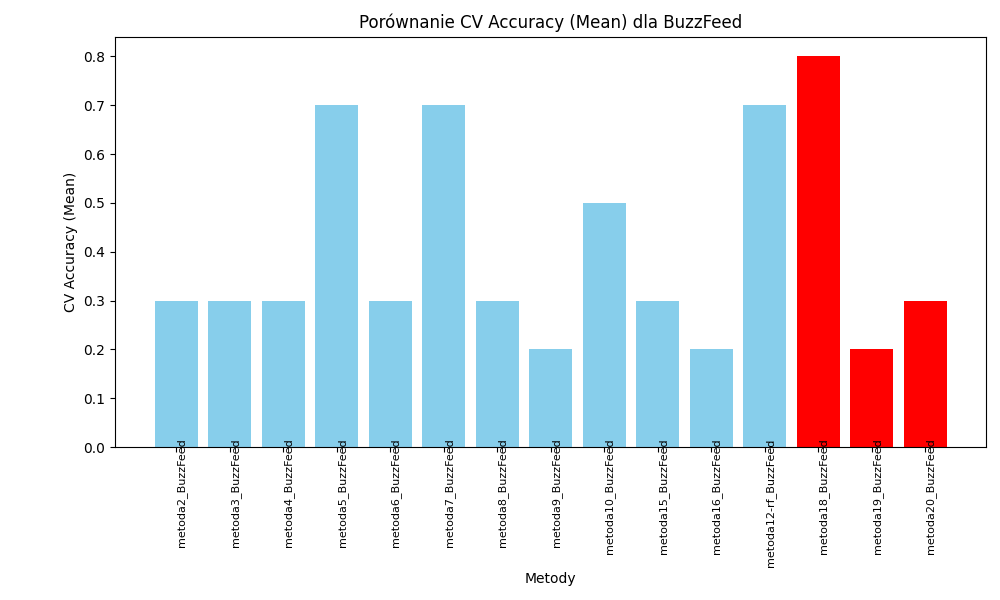 Porównanie CV Accuracy (Mean) dla BuzzFeed
CV Accuracy (Mean)
0.8
0.7
0.6
0.5
0.4
0.3
0.2
0.1
0.0
metoda2_BuzzFeed
metoda3_BuzzFeed
metoda4_BuzzFeed
metoda5_BuzzFeed
metoda6_BuzzFeed
metoda7_BuzzFeed
metoda8_BuzzFeed
metoda9_BuzzFeed
metoda10_BuzzFeed
metoda15_BuzzFeed
metoda16_BuzzFeed
metoda12-rf_BuzzFeed
metoda18_BuzzFeed
metoda19_BuzzFeed
metoda20_BuzzFeed
Metody